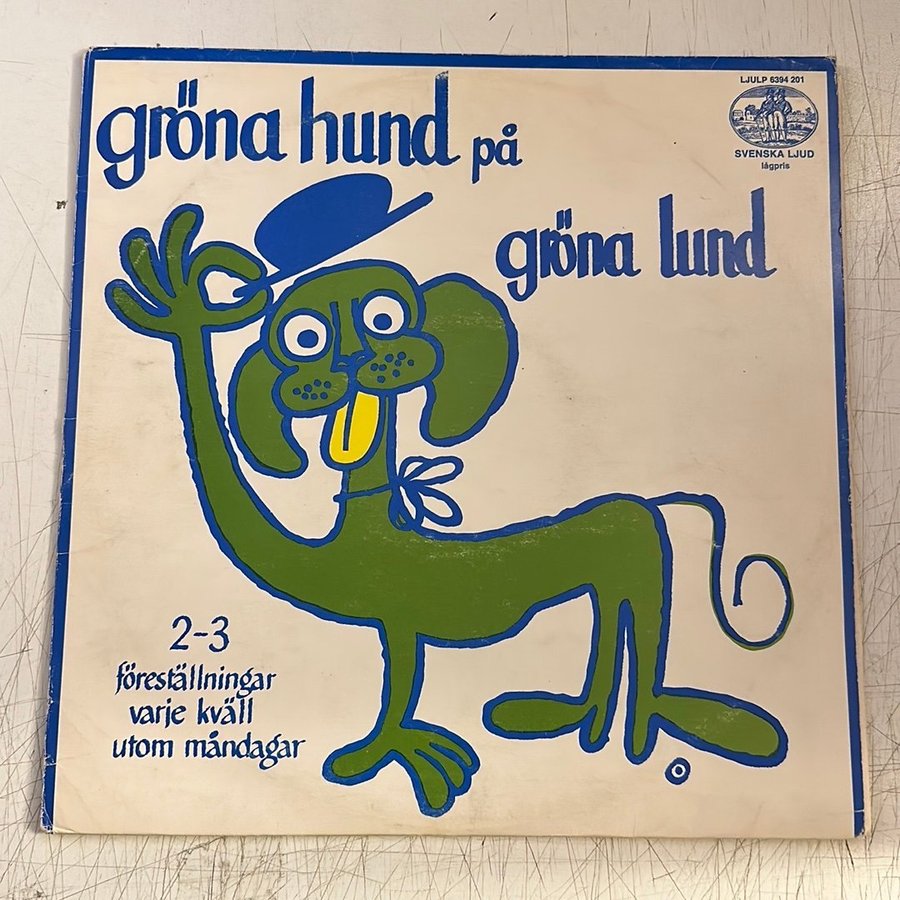 gröna hund på
gröna lund
LJULP 6394 201
SVENSKA LJUD
lågpris
2-3
föreställningar
varje kväll
utom måndagar